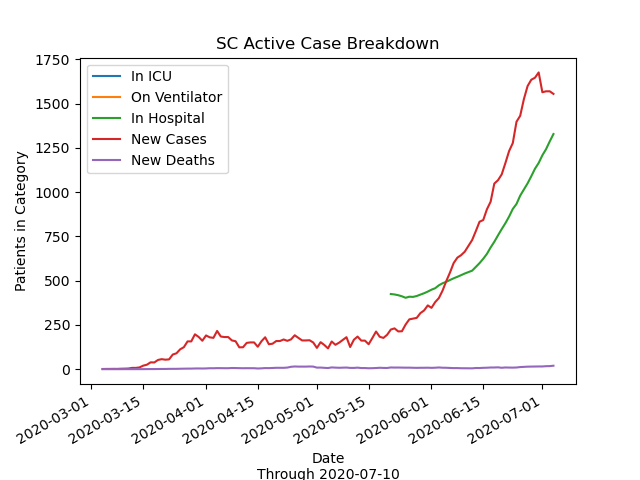 SC Active Case Breakdown
1750
1500
1250
1000
750
500
250
0
Patients in Category
In ICU
On Ventilator
In Hospital
New Cases
New Deaths
2020-03-01
2020-03-15
2020-04-01
2020-04-15
2020-05-01
2020-05-15
2020-06-01
2020-06-15
2020-07-01
Date
Through 2020-07-10